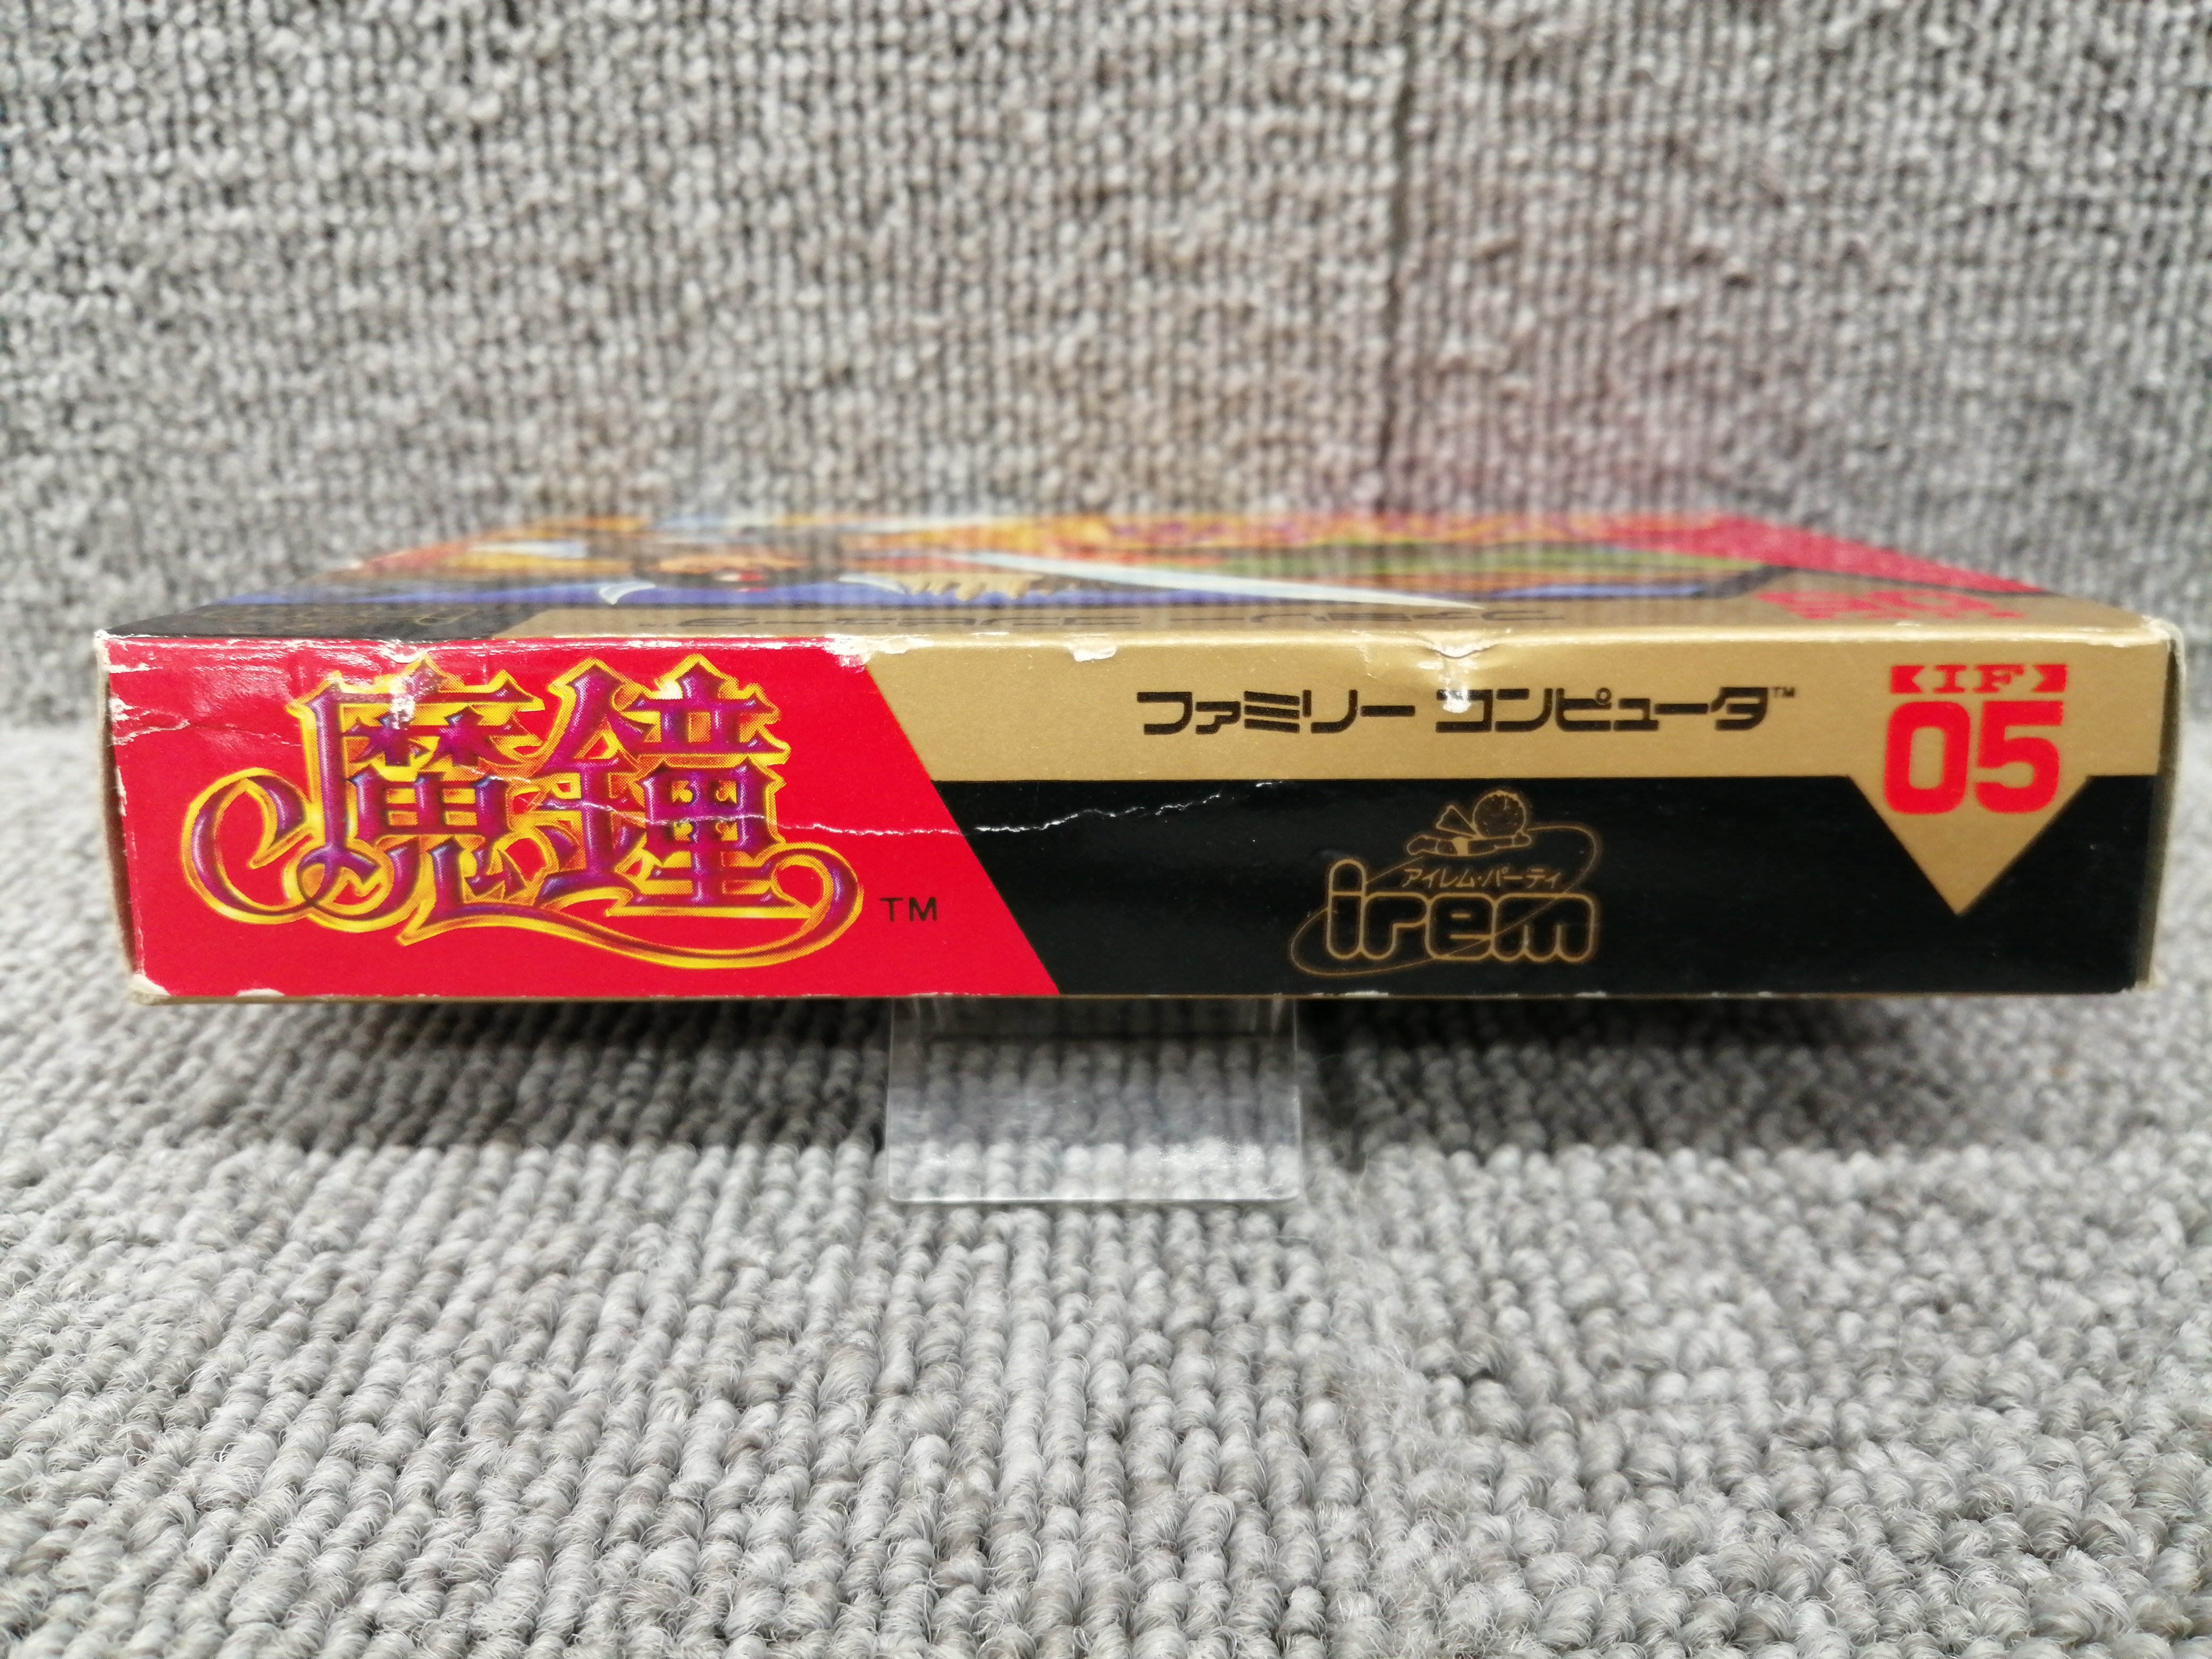 魔鐘 TM
ファミリー コンピュータ™
IF
05
アイレム・パーティ
irem